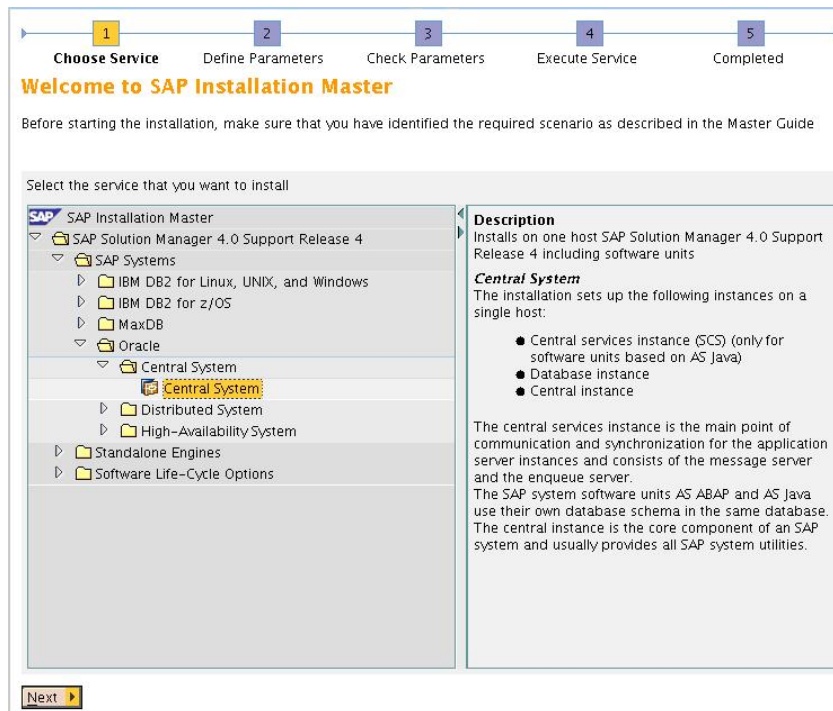 1 2 3 4 5
Choose Service Define Parameters Check Parameters Execute Service Completed
Welcome to SAP Installation Master
Before starting the installation, make sure that you have identified the required scenario as described in the Master Guide
Select the service that you want to install
SAP SAP Installation Master
SAP Solution Manager 4.0 Support Release 4
SAP Systems
IBM DB2 for Linux, UNIX, and Windows
IBM DB2 for z/OS
MaxDB
Oracle
Central System
Central System
Distributed System
High-Availability System
Standalone Engines
Software Life-Cycle Options
Description
Installs on one host SAP Solution Manager 4.0 Support
Release 4 including software units
Central System
The installation sets up the following instances on a
single host:
Central services instance (SCS) (only for
software units based on AS Java)
Database instance
Central instance
The central services instance is the main point of
communication and synchronization for the application
server instances and consists of the message server
and the enqueue server.
The SAP system software units AS ABAP and AS Java
use their own database schema in the same database.
The central instance is the core component of an SAP
system and usually provides all SAP system utilities.
Next